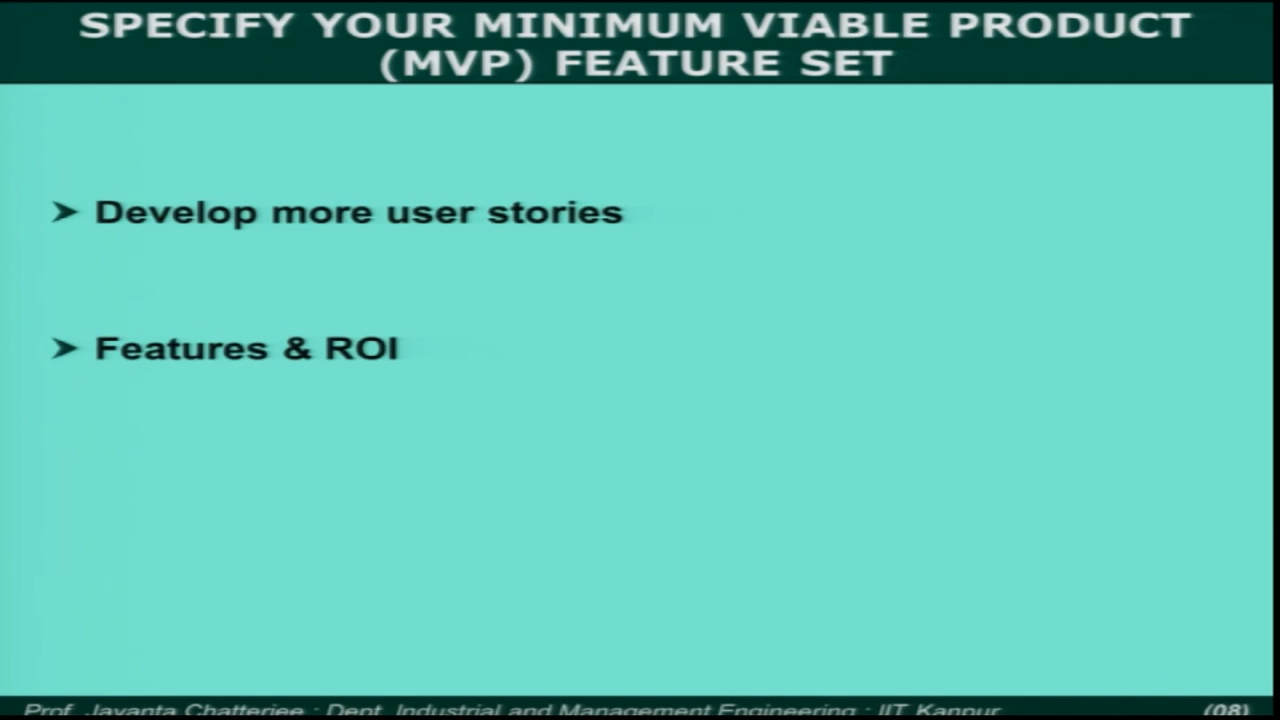 SPECIFY YOUR MINIMUM VIABLE PRODUCT
(MVP) FEATURE SET
➤ Develop more user stories
➤ Features & ROI
Prof. Jayanta Chatterjee : Dept. Industrial and Management Engineering : IIT Kanpur (08)